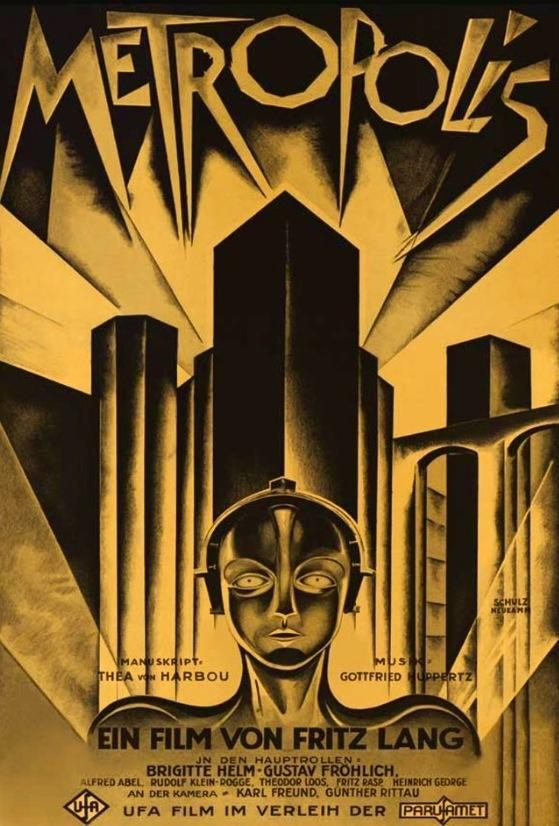 METROPOLIS
SCHULZ
NEUDAMM
MANUSKRIPT:
THEA VON HARBOU
MUSIK:
GOTTFRIED HUPPERTZ
EIN FILM VON FRITZ LANG
JN DEN HAUPTROLLEN:
BRIGITTE HELM-GUSTAV FRÖHLICH,
ALFRED ABEL, RUDOLF KLEIN-ROGGE, THEODOR LOOS, FRITZ RASP, HEINRICH GEORGE
AN DER KAMERA: KARL FREUND, GÜNTHER RITTAU
UFA
UFA FILM IM VERLEIH DER PARUFAMET